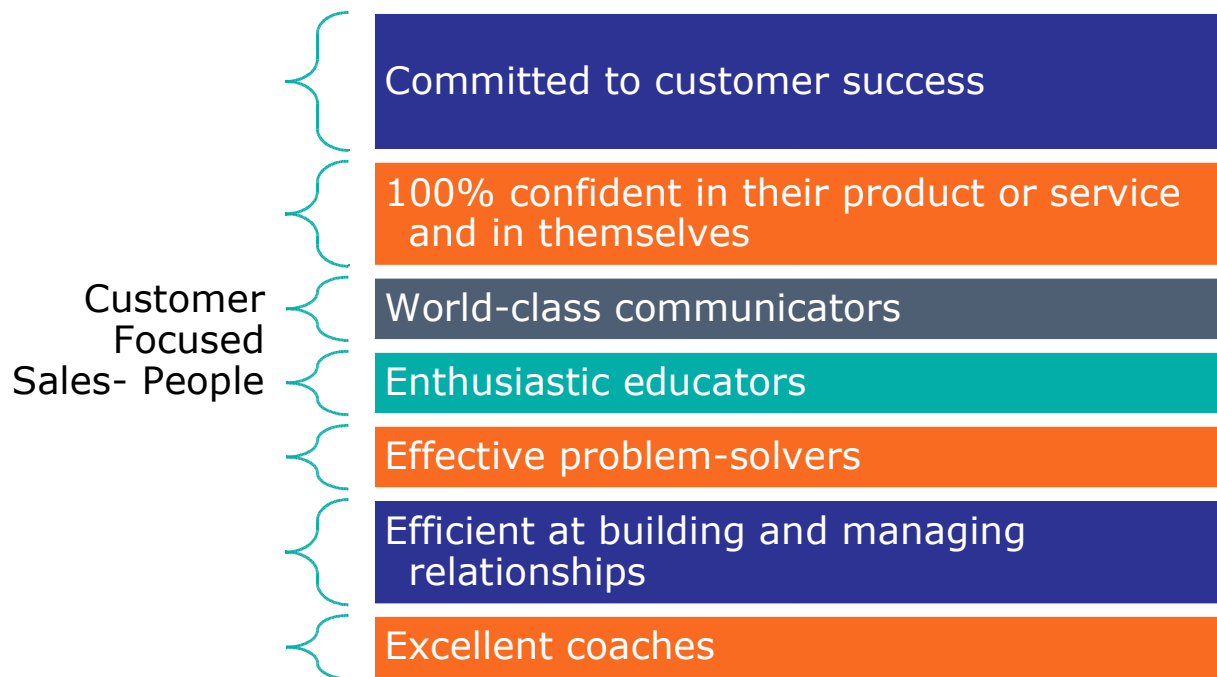 Customer
Focused
Sales- People
Committed to customer success
100% confident in their product or service
and in themselves
World-class communicators
Enthusiastic educators
Effective problem-solvers
Efficient at building and managing
relationships
Excellent coaches